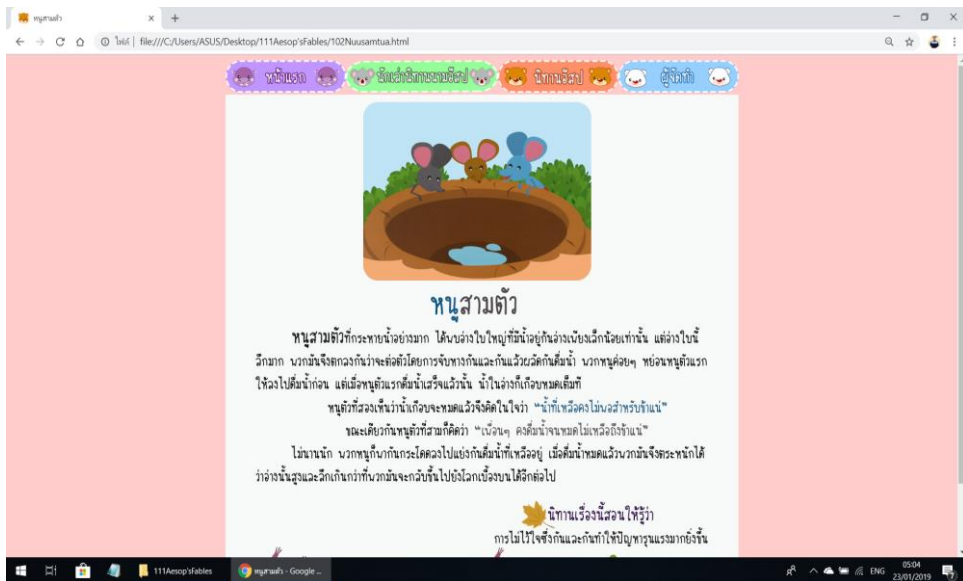 หนูสามตัว
ไฟล์ | file:///C:/Users/ASUS/Desktop/111Aesop'sFables/102Nuusamtua.html
หน้าแรก นักเล่านิทานนามอีสป นิทานอีสป ผู้จัดทำ
หนูสามตัว
หนูสามตัวที่กระหายน้ำอย่างมาก ได้พบอ่างใบใหญ่ที่มีน้ำอยู่ก้นอ่างเพียงเล็กน้อยเท่านั้น แต่อ่างใบนี้
ลึกมาก พวกมันจึงตกลงกันว่าจะต่อตัวโดยการจับหางกันและกันแล้วผลัดกันดื่มน้ำ พวกหนูค่อยๆ หย่อนหนูตัวแรก
ให้ลงไปดื่มน้ำก่อน แต่เมื่อหนูตัวแรกดื่มน้ำเสร็จแล้วนั้น น้ำในอ่างก็เกือบหมดเต็มที
หนูตัวที่สองเห็นว่าน้ำเกือบจะหมดแล้วจึงคิดในใจว่า “น้ำที่เหลือคงไม่พอสำหรับข้าแน่”
ขณะเดียวกันหนูตัวที่สามก็คิดว่า “เพื่อนๆ คงดื่มน้ำจนหมดไม่เหลือถึงข้าแน่”
ไม่นานนัก พวกหนูก็พากันกระโดดลงไปแย่งกันดื่มน้ำที่เหลืออยู่ เมื่อดื่มน้ำหมดแล้วพวกมันจึงตระหนักได้
ว่าอ่างนั้นสูงและลึกเกินกว่าที่พวกมันจะกลับขึ้นไปยังโลกเบื้องบนได้อีกต่อไป
นิทานเรื่องนี้สอนให้รู้ว่า
การไม่ไว้ใจซึ่งกันและกันทำให้ปัญหารุนแรงมากยิ่งขึ้น
111Aesop'sFables หนูสามตัว - Google ... ENG 05:04
23/01/2019